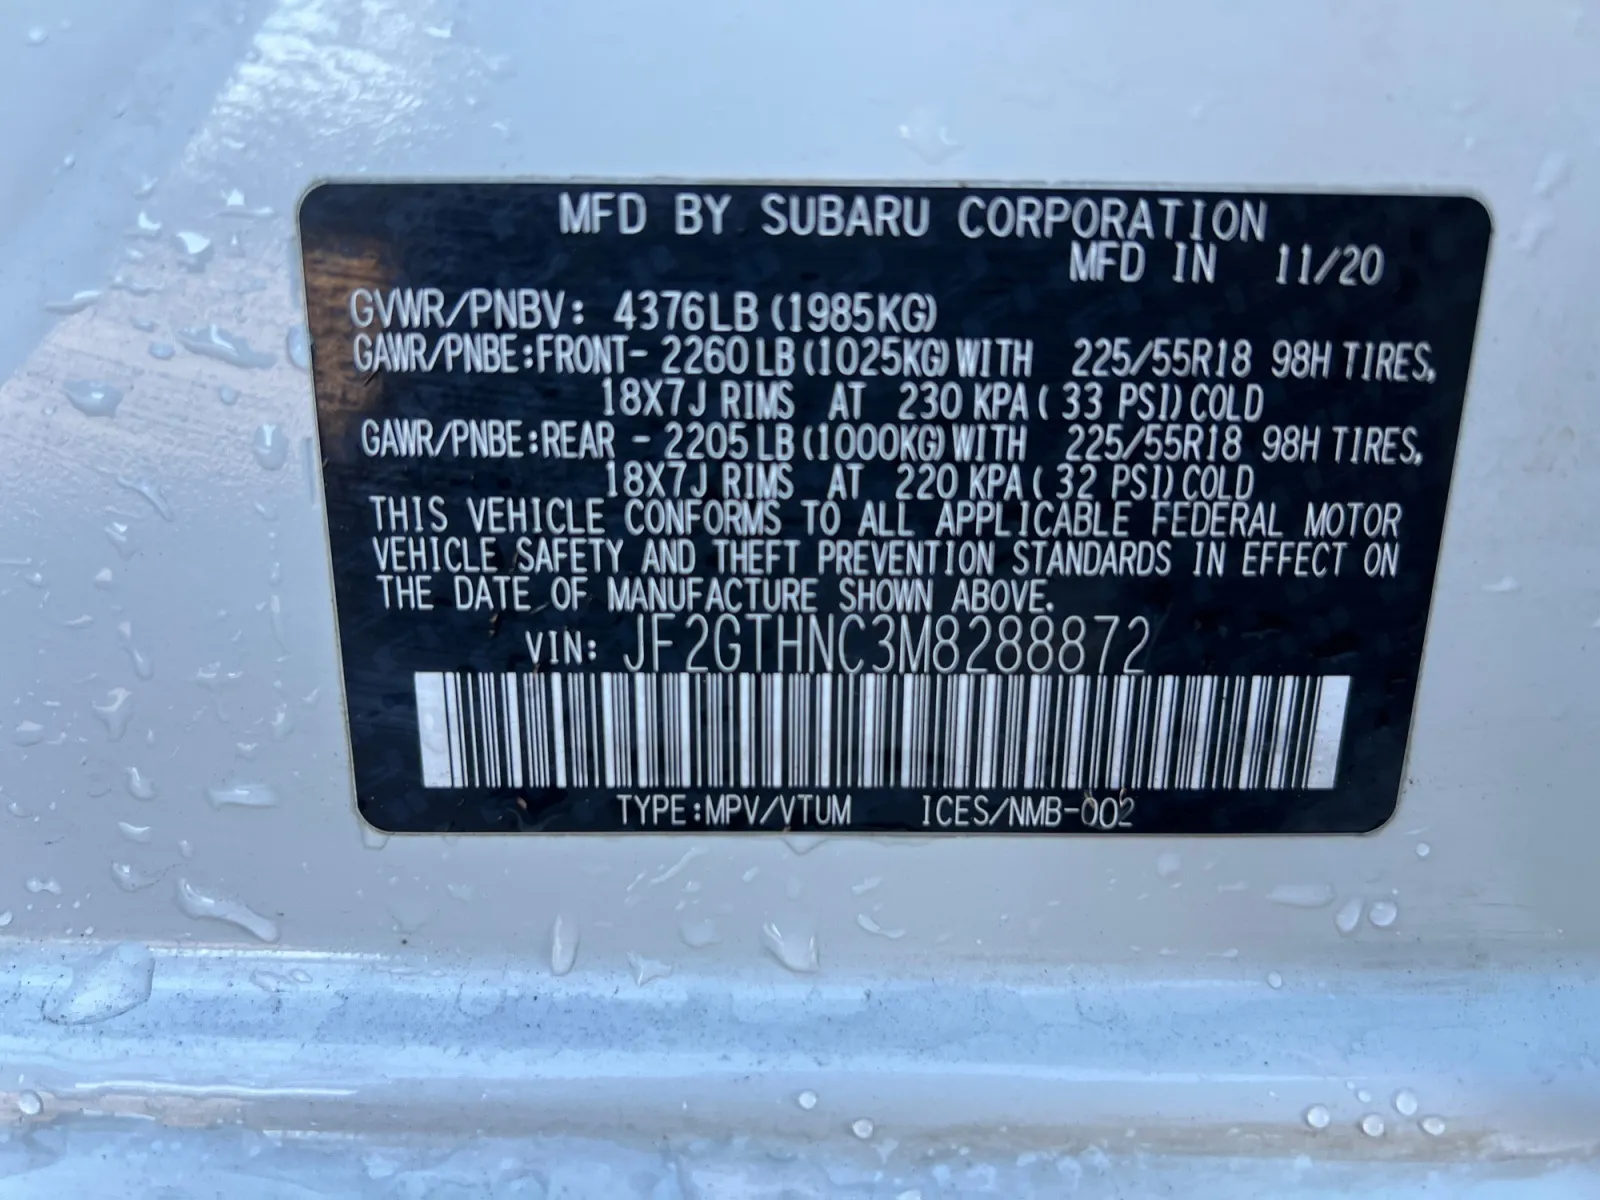 MFD BY SUBARU CORPORATION
MFD IN 11/20
GVWR/PNBV: 4376LB (1985KG)
GAWR/PNBE:FRONT- 2260 LB (1025KG) WITH 225/55R18 98H TIRES,
18X7J RIMS AT 230 KPA ( 33 PSI) COLD
GAWR/PNBE:REAR - 2205 LB (1000KG) WITH 225/55R18 98H TIRES,
18X7J RIMS AT 220 KPA ( 32 PSI) COLD
THIS VEHICLE CONFORMS TO ALL APPLICABLE FEDERAL MOTOR
VEHICLE SAFETY AND THEFT PREVENTION STANDARDS IN EFFECT ON
THE DATE OF MANUFACTURE SHOWN ABOVE.
VIN: JF2GTHNC3M8288872
TYPE:MPV/VTUM ICES/NMB-002